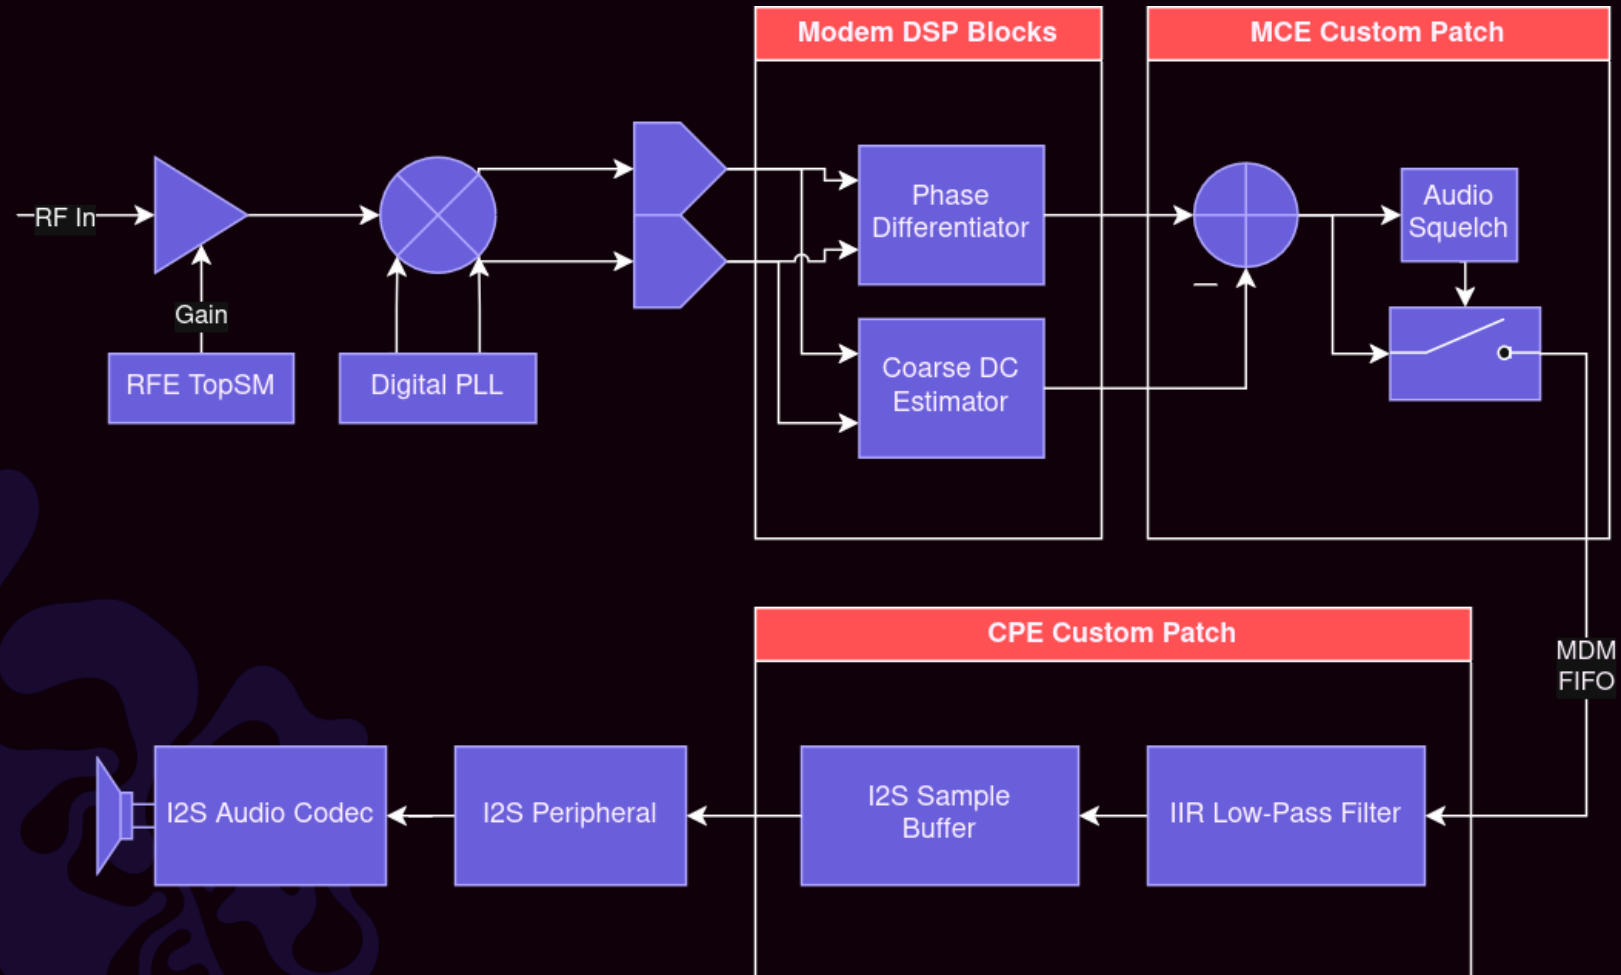 Modem DSP Blocks
MCE Custom Patch
RF In
Gain
RFE TopSM
Digital PLL
Phase
Differentiator
Coarse DC
Estimator
—
Audio
Squelch
MDM
FIFO
CPE Custom Patch
I2S Audio Codec
I2S Peripheral
I2S Sample
Buffer
IIR Low-Pass Filter